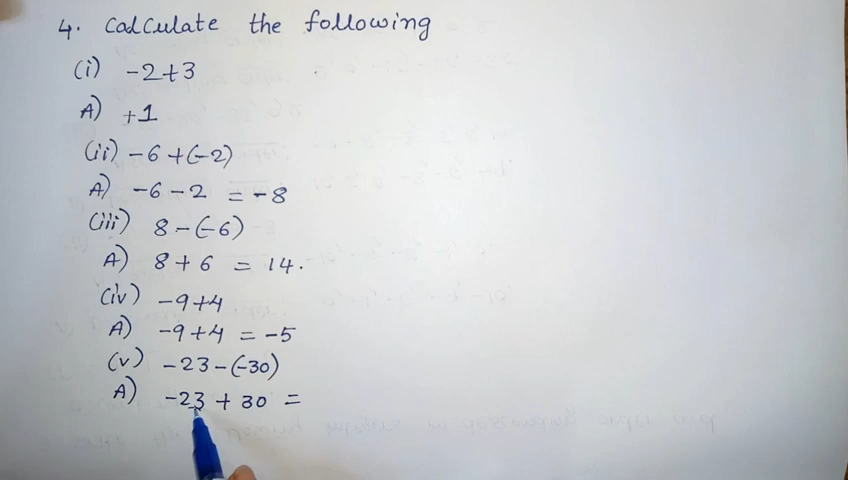 4. Calculate the following
(i) -2+3
A) +1
(ii) -6+(-2)
A) -6-2 = -8
(iii) 8-(-6)
A) 8+6 = 14.
(iv) -9+4
A) -9+4 = -5
(v) -23-(-30)
A) -23+30 =